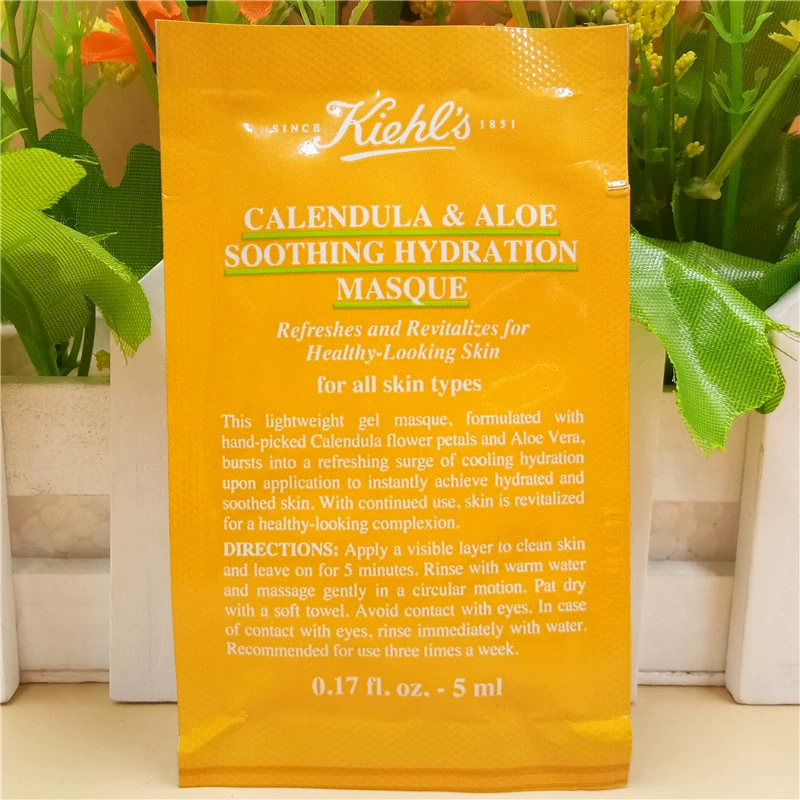 SINCE Kiehl's 1851
CALENDULA & ALOE
SOOTHING HYDRATION
MASQUE
Refreshes and Revitalizes for
Healthy-Looking Skin
for all skin types
This lightweight gel masque, formulated with
hand-picked Calendula flower petals and Aloe Vera,
bursts into a refreshing surge of cooling hydration
upon application to instantly achieve hydrated and
soothed skin. With continued use, skin is revitalized
for a healthy-looking complexion.
DIRECTIONS: Apply a visible layer to clean skin
and leave on for 5 minutes. Rinse with warm water
and massage gently in a circular motion. Pat dry
with a soft towel. Avoid contact with eyes. In case
of contact with eyes, rinse immediately with water.
Recommended for use three times a week.
0.17 fl. oz. - 5 ml